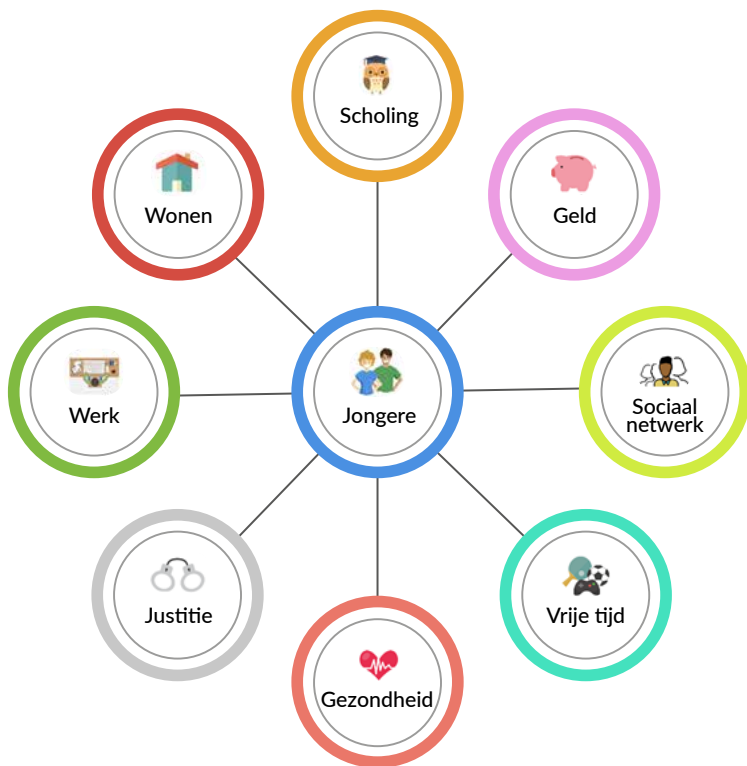 Scholing
Wonen
Geld
Werk
Jongere
Sociaal
netwerk
Justitie
Vrije tijd
Gezondheid